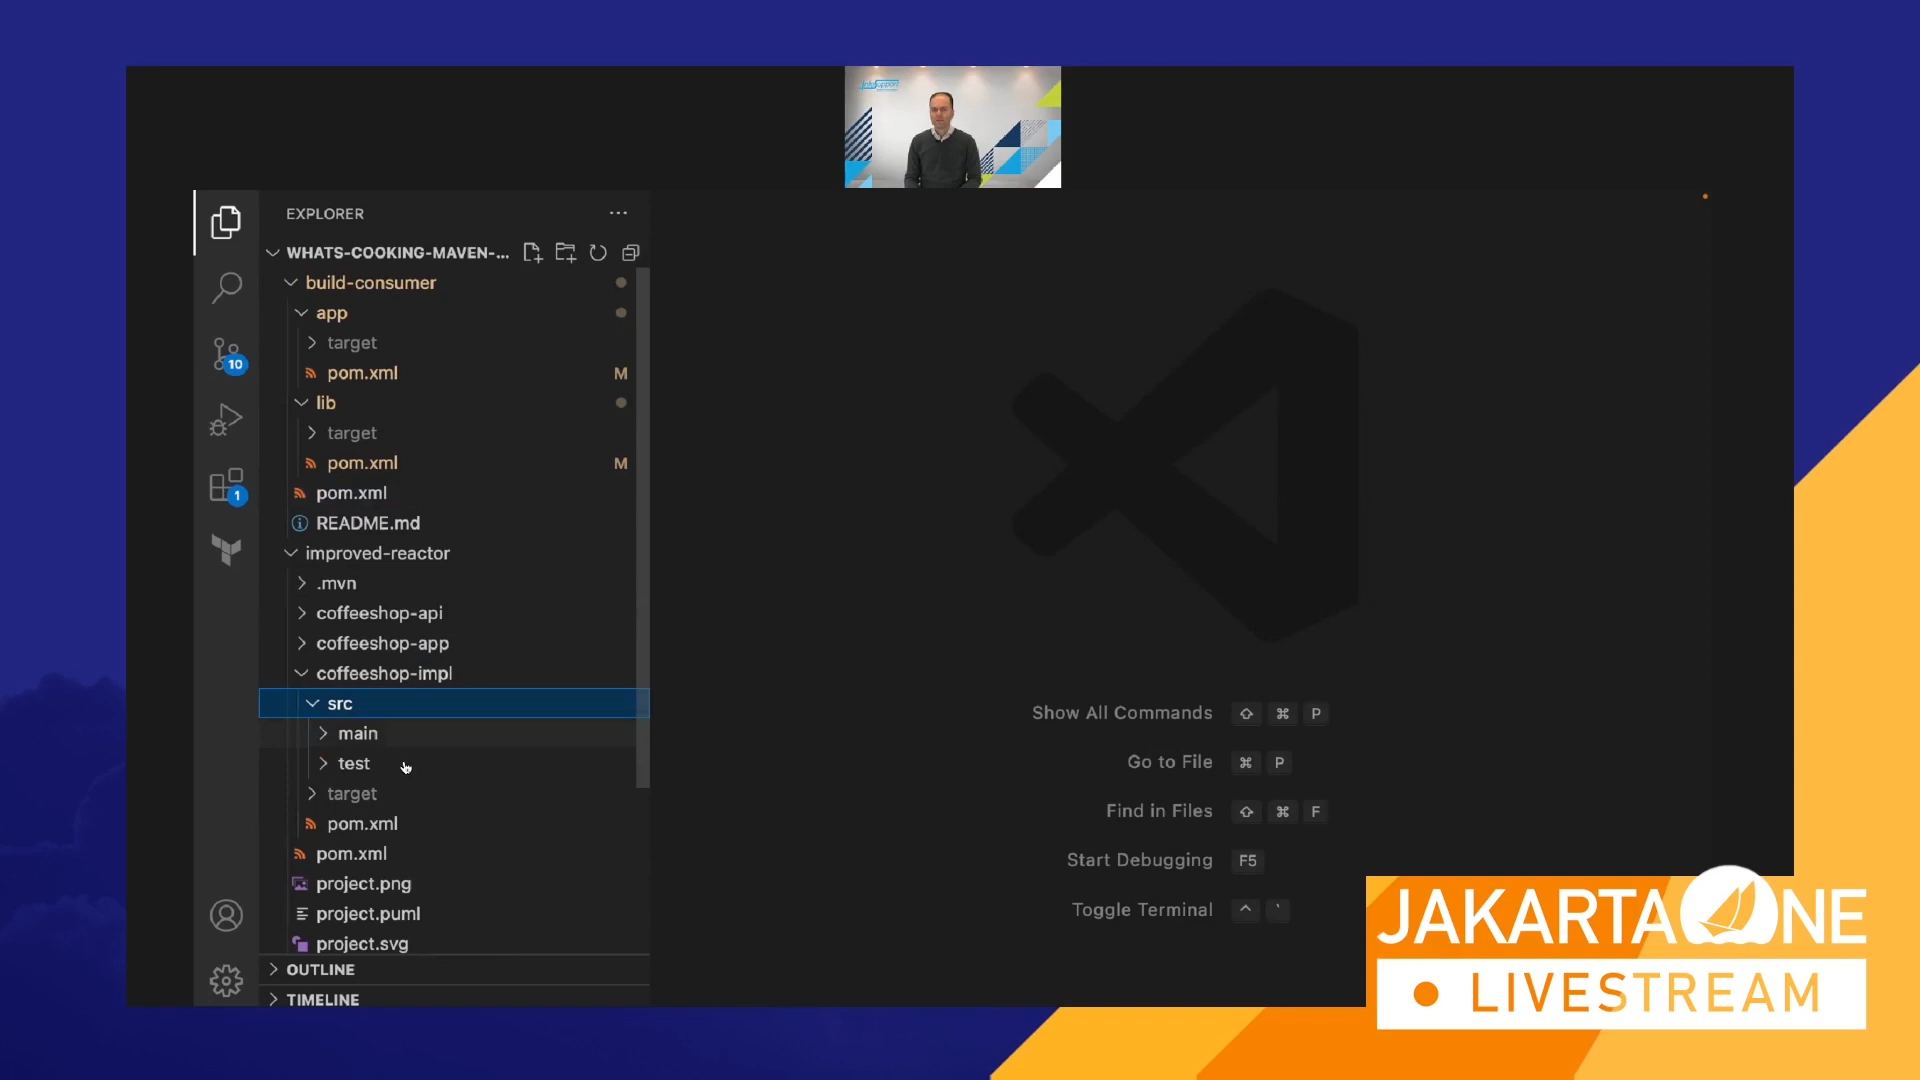 InfoSupport
EXPLORER
WHATS-COOKING-MAVEN-...
build-consumer
app
target
pom.xml M
lib
target
pom.xml M
pom.xml
README.md
improved-reactor
.mvn
coffeeshop-api
coffeeshop-app
coffeeshop-impl
src
main
test
target
pom.xml
pom.xml
project.png
project.puml
project.svg
OUTLINE
TIMELINE
10
1
Show All Commands ⇧ ⌘ P
Go to File ⌘ P
Find in Files ⇧ ⌘ F
Start Debugging F5
Toggle Terminal ^ `
JAKARTAONE
LIVESTREAM